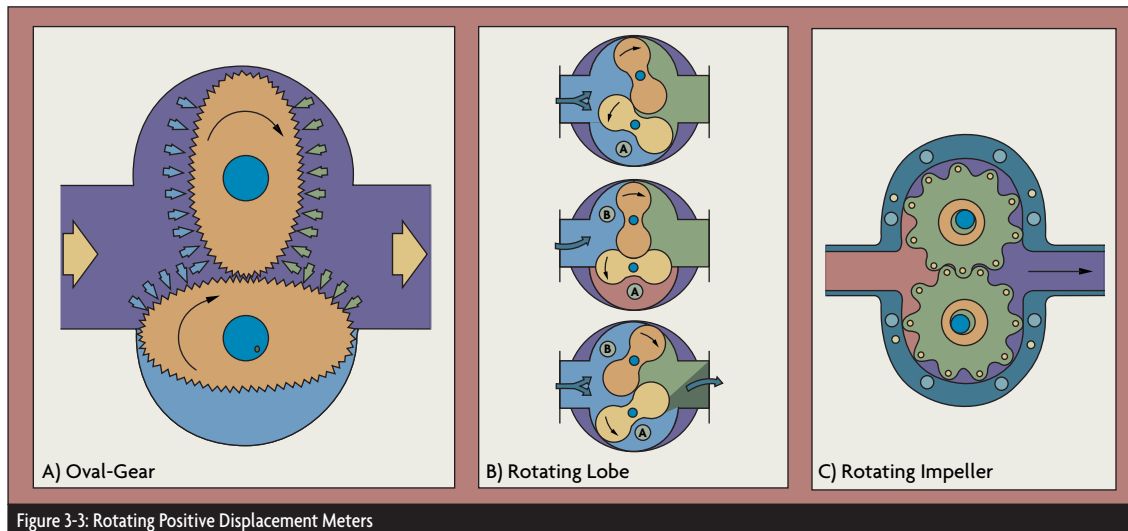 A
B
A
B
A
A) Oval-Gear
B) Rotating Lobe
C) Rotating Impeller
Figure 3-3: Rotating Positive Displacement Meters